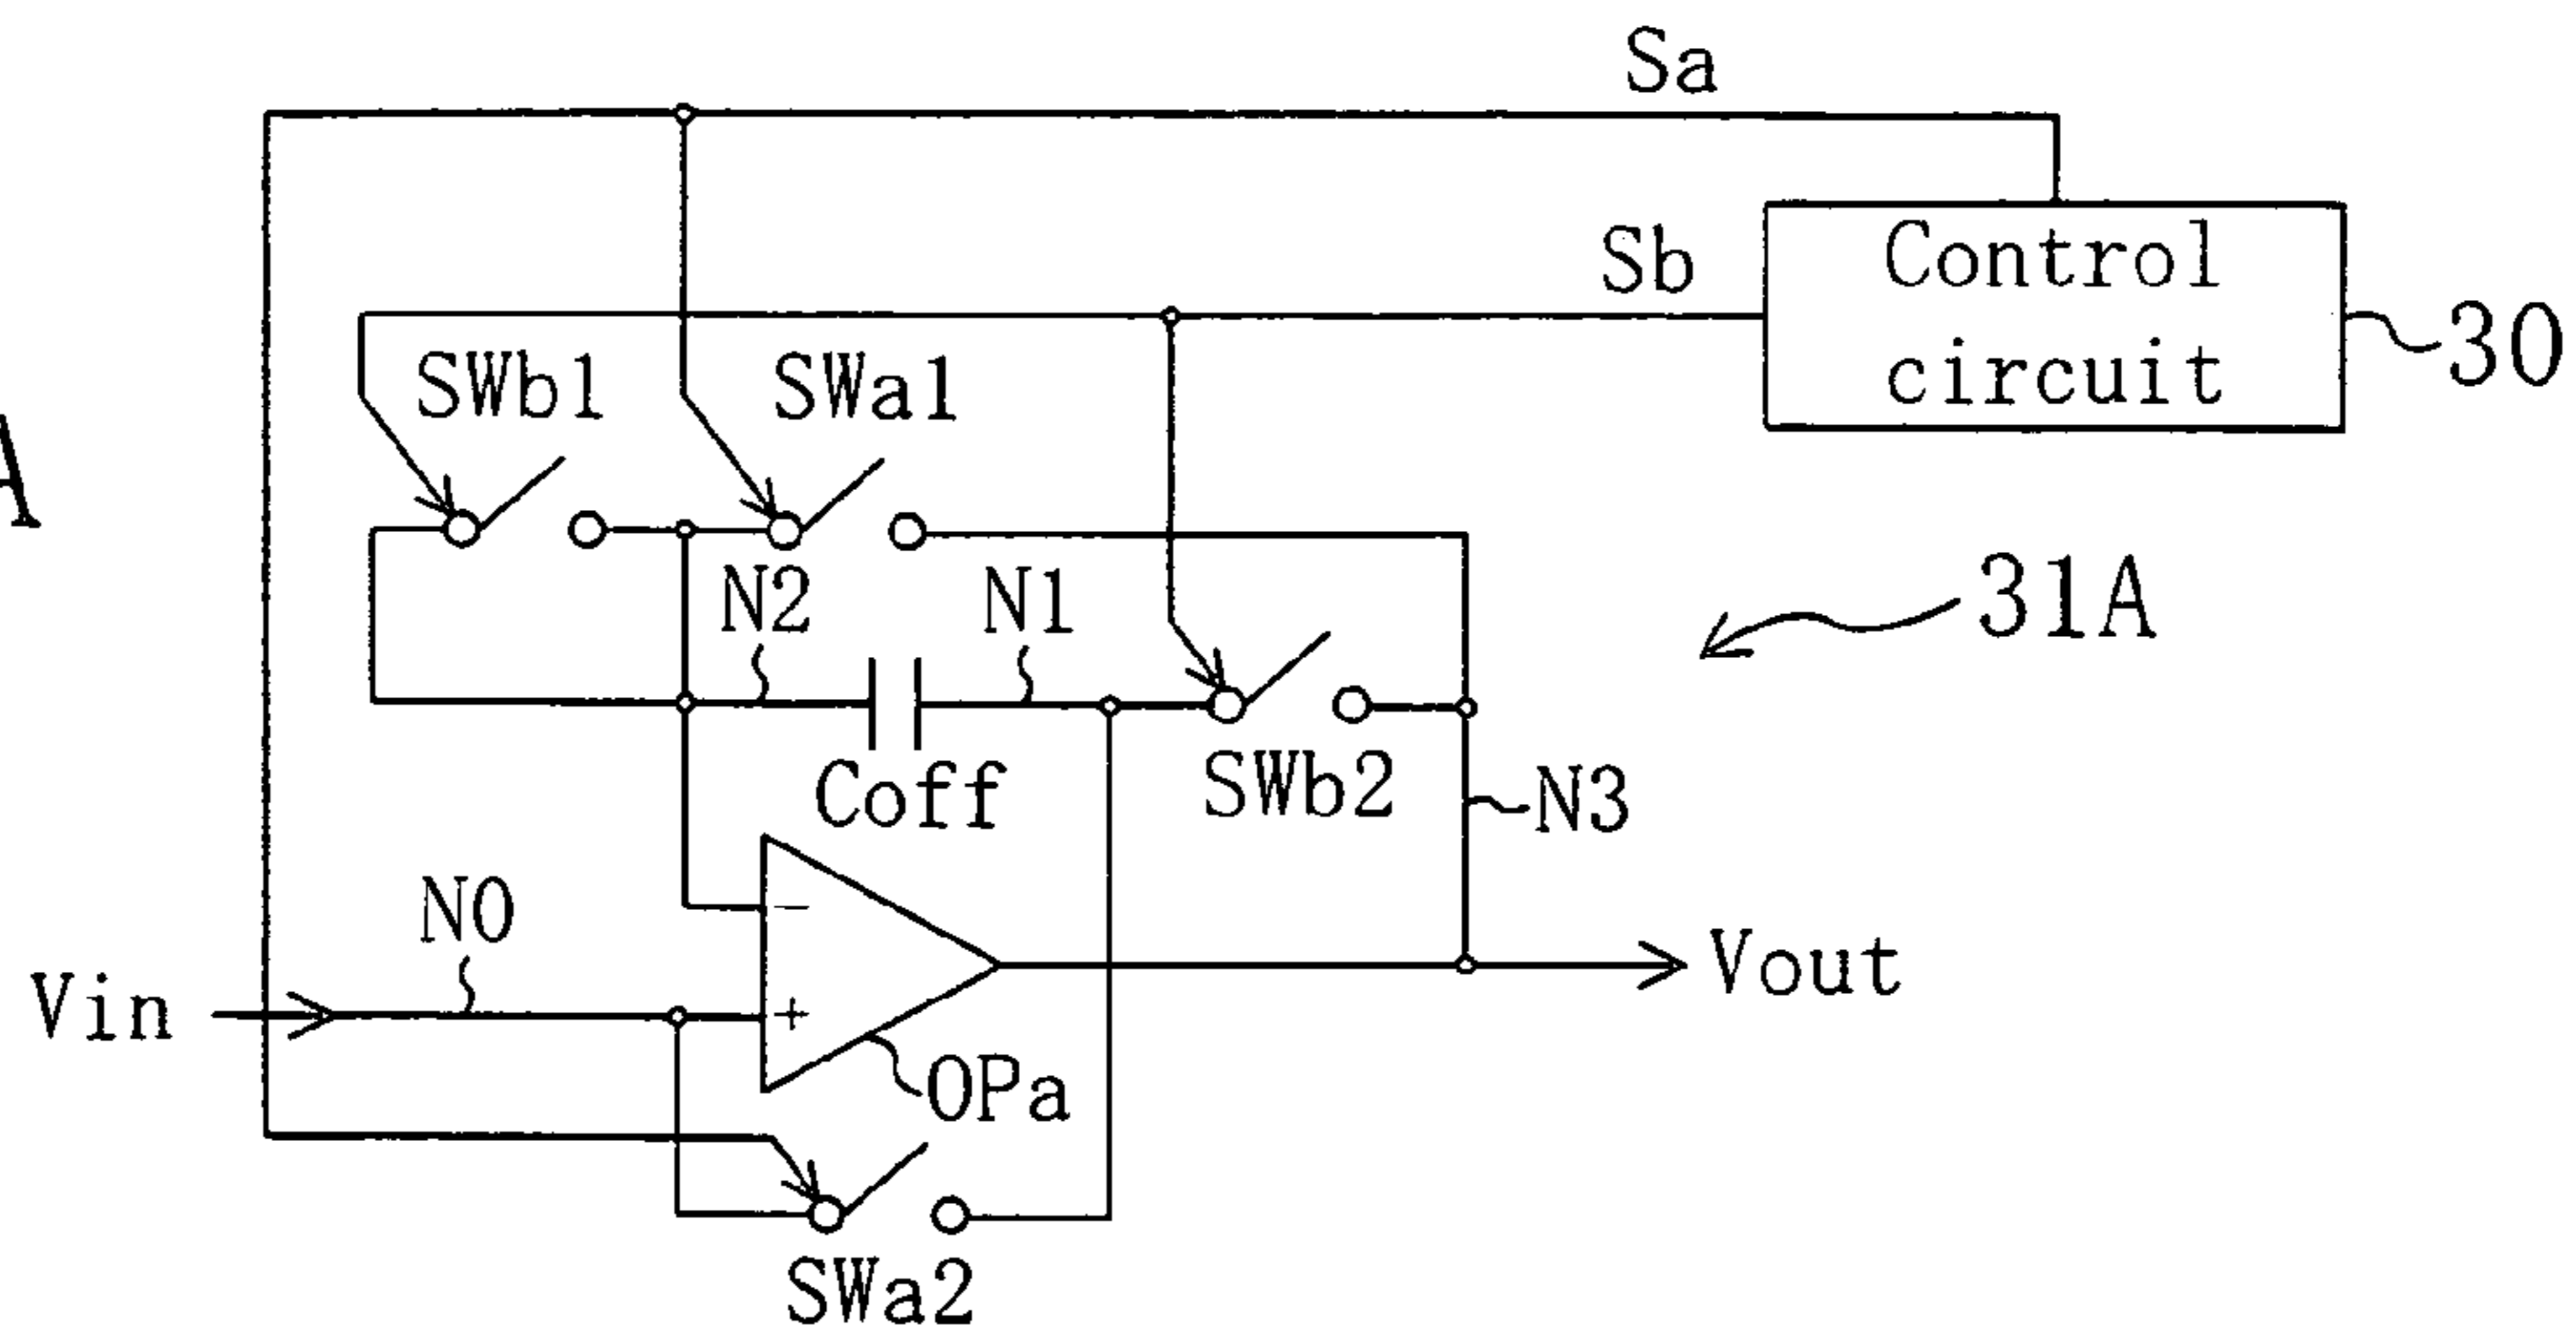 Sa
Sb
Control
circuit
30
SWb1
SWa1
A
N2
N1
31A
Coff
SWb2
N3
−
N0
Vin
+
Vout
OPa
SWa2